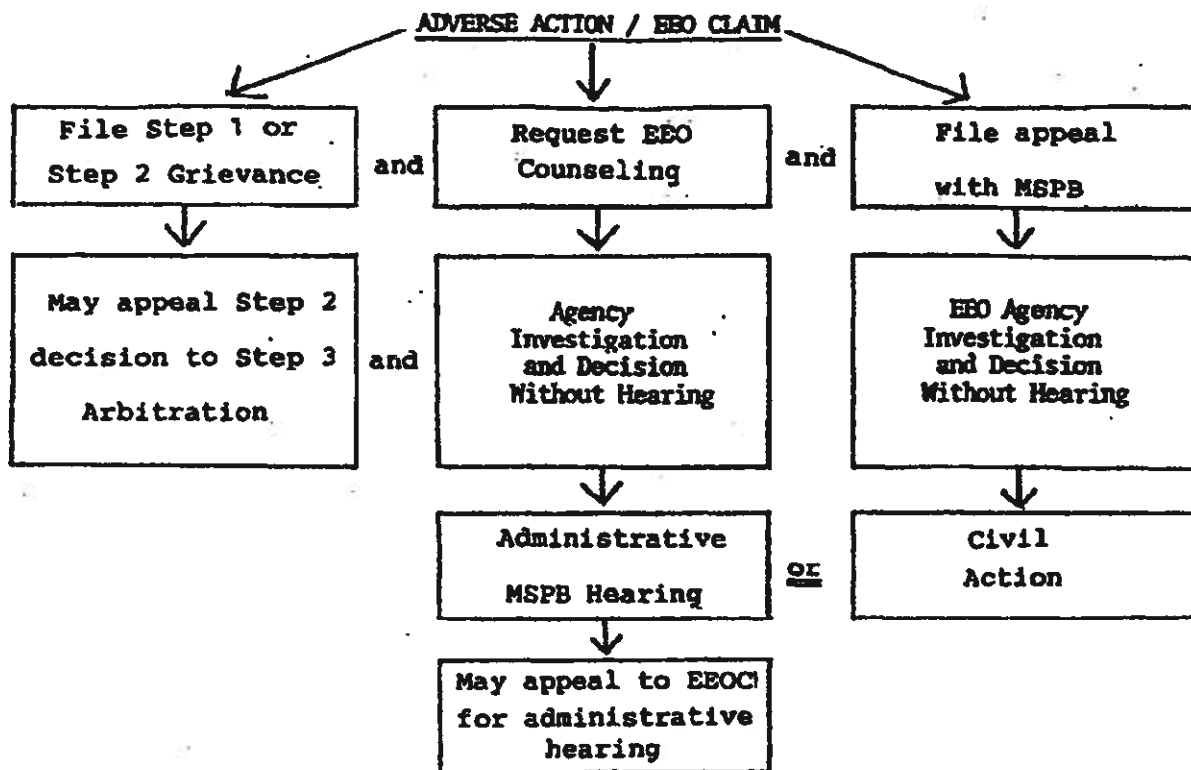 ADVERSE ACTION / EEO CLAIM
File Step 1 or
Step 2 Grievance
and
Request EEO
Counseling
and
File appeal
with MSPB
May appeal Step 2
decision to Step 3
Arbitration
and
Agency
Investigation
and Decision
Without Hearing
EEO Agency
Investigation
and Decision
Without Hearing
Administrative
MSPB Hearing
or
Civil
Action
May appeal to EEOC
for administrative
hearing